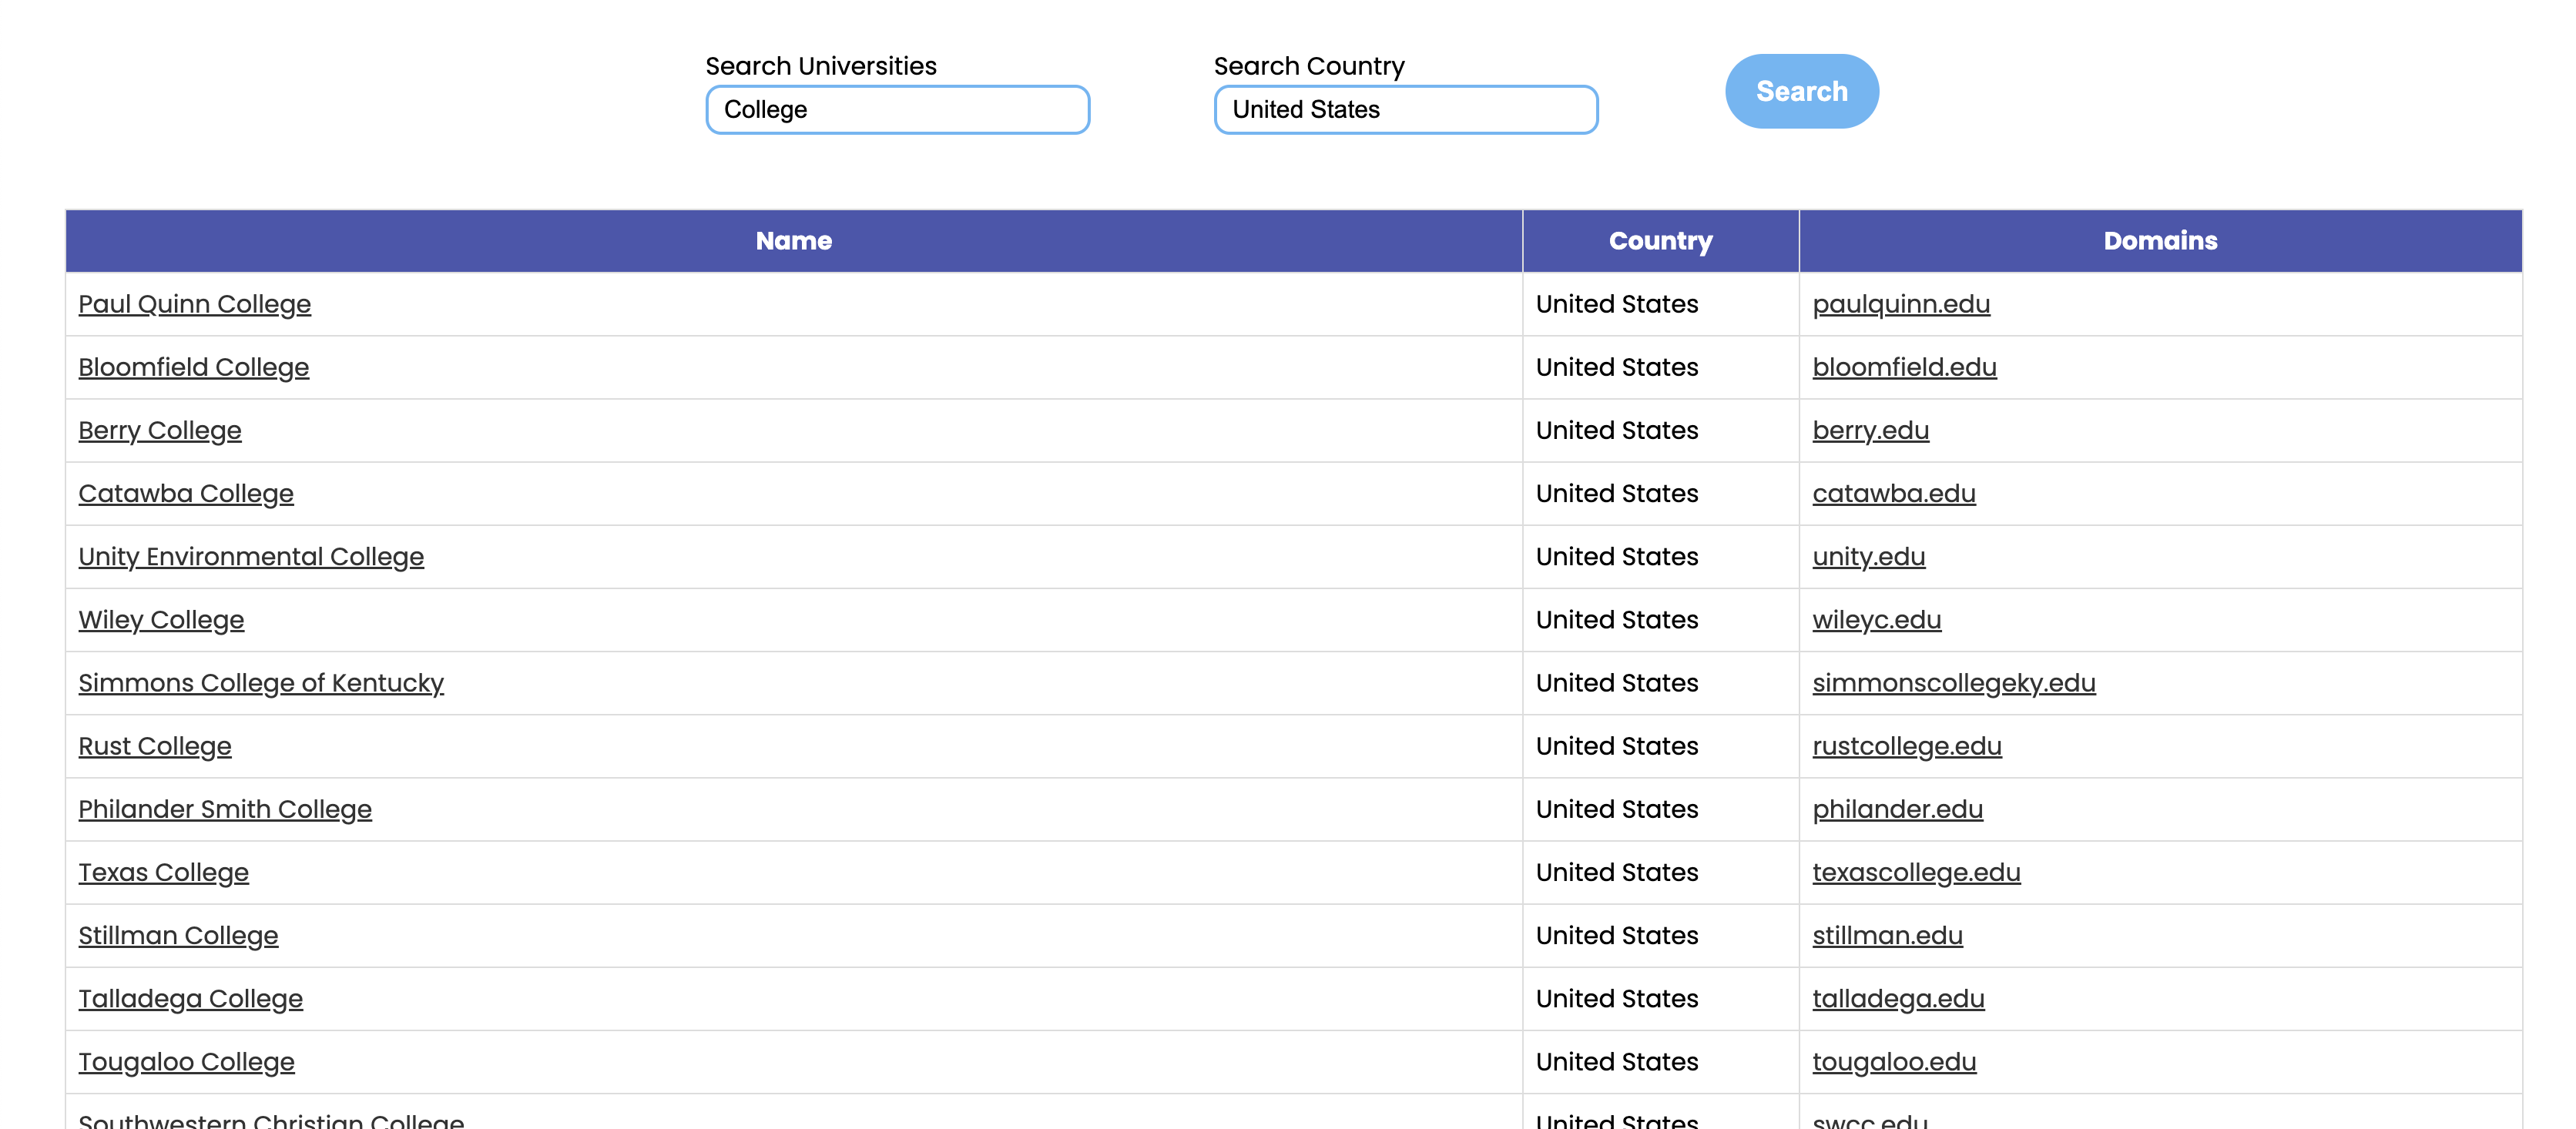 Search Universities
Search Country
College
United States
Search
Name Country Domains
Paul Quinn College United States paulquinn.edu
Bloomfield College United States bloomfield.edu
Berry College United States berry.edu
Catawba College United States catawba.edu
Unity Environmental College United States unity.edu
Wiley College United States wileyc.edu
Simmons College of Kentucky United States simmonscollegeky.edu
Rust College United States rustcollege.edu
Philander Smith College United States philander.edu
Texas College United States texascollege.edu
Stillman College United States stillman.edu
Talladega College United States talladega.edu
Tougaloo College United States tougaloo.edu
Southwestern Christian College United States swcc.edu